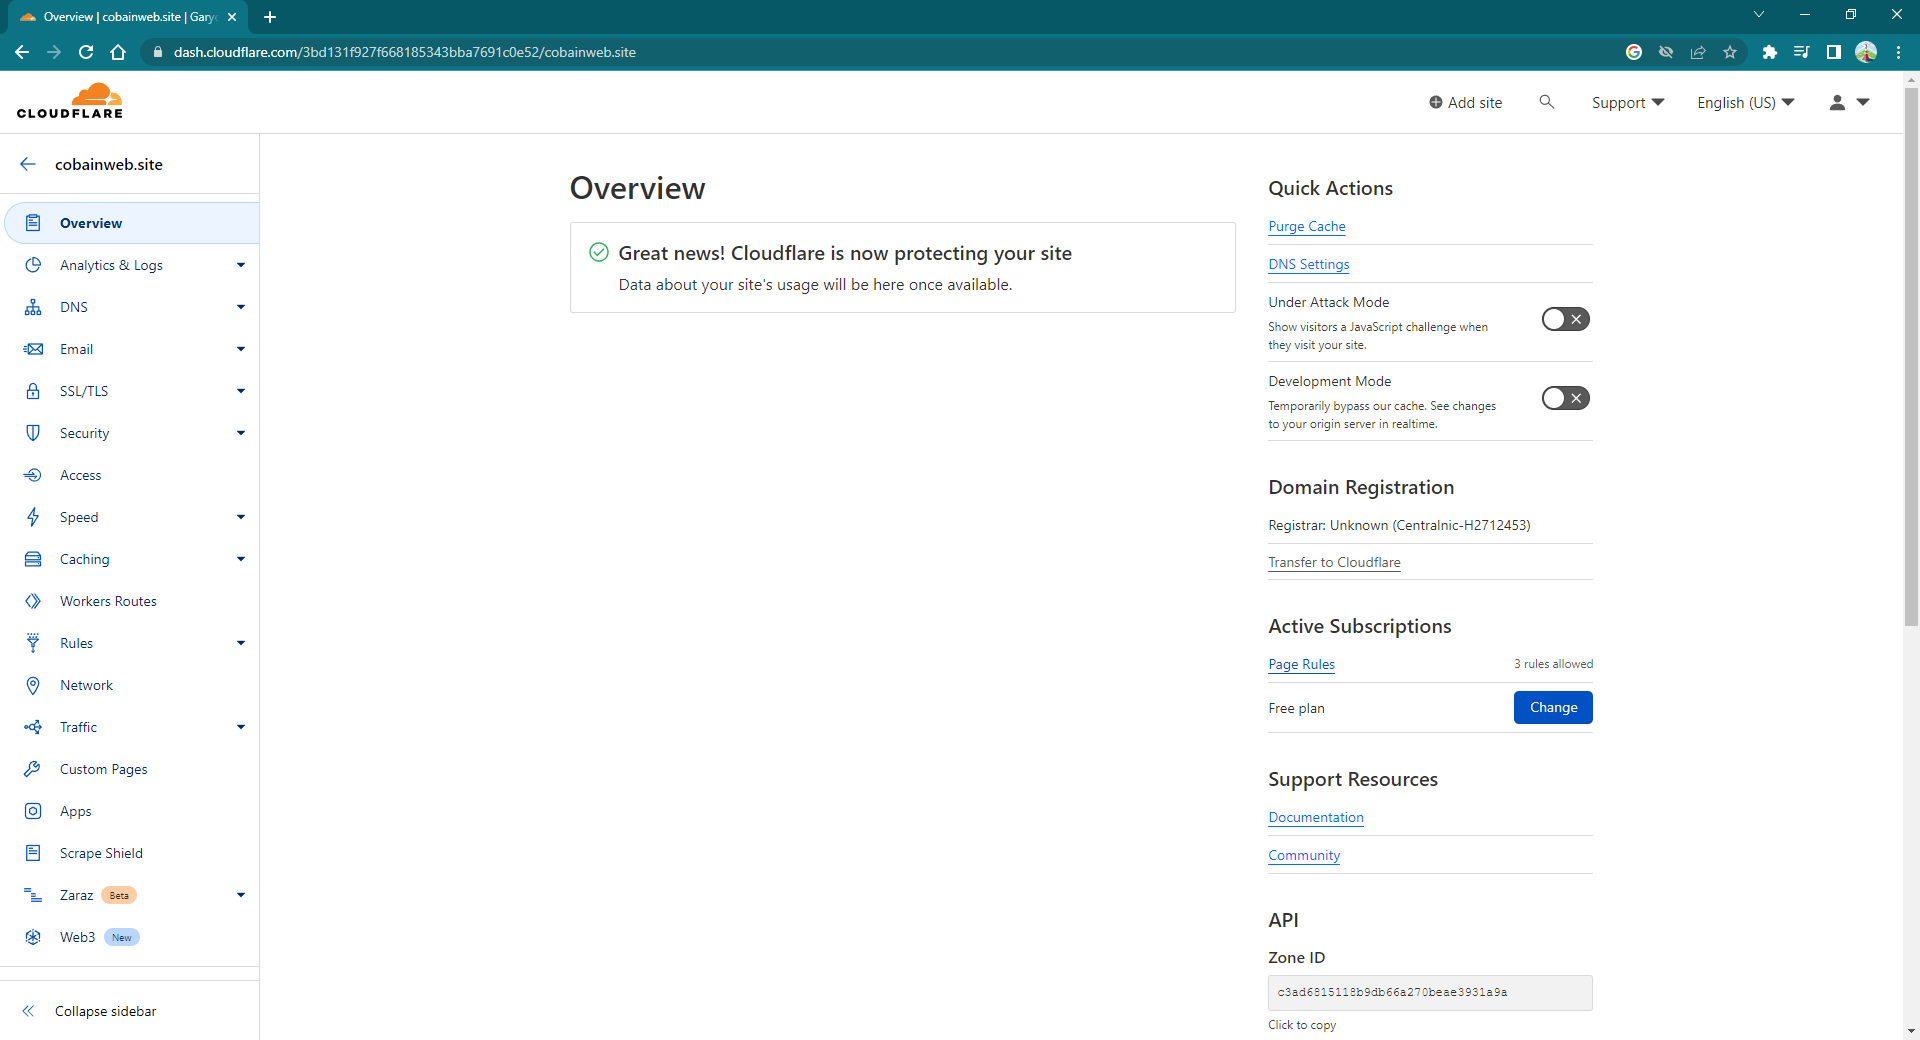 Overview | cobainweb.site | Gary
dash.cloudflare.com/3bd131f927f668185343bba7691c0e52/cobainweb.site
CLOUDFLARE
Add site
Support
English (US)
cobainweb.site
Overview
Analytics & Logs
DNS
Email
SSL/TLS
Security
Access
Speed
Caching
Workers Routes
Rules
Network
Traffic
Custom Pages
Apps
Scrape Shield
Zaraz Beta
Web3 New
Collapse sidebar
Overview
Great news! Cloudflare is now protecting your site
Data about your site's usage will be here once available.
Quick Actions
Purge Cache
DNS Settings
Under Attack Mode
Show visitors a JavaScript challenge when
they visit your site.
Development Mode
Temporarily bypass our cache. See changes
to your origin server in realtime.
Domain Registration
Registrar: Unknown (Centralnic-H2712453)
Transfer to Cloudflare
Active Subscriptions
Page Rules 3 rules allowed
Free plan Change
Support Resources
Documentation
Community
API
Zone ID
c3ad6815118b9db66a270beae3931a9a
Click to copy